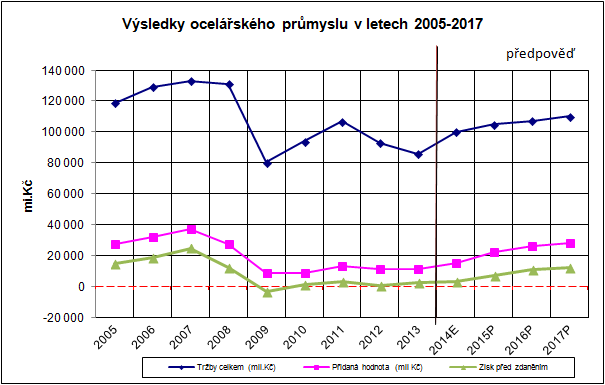 Výsledky ocelářského průmyslu v letech 2005-2017
předpověď
140 000
120 000
100 000
80 000
60 000
40 000
20 000
0
-20 000
mi.Kč
2005
2006
2007
2008
2009
2010
2011
2012
2013
2014E
2015P
2016P
2017P
Tržby celkem (mil.Kč)
Přidaná hodnota (mil Kč)
Zisk před zdaněním